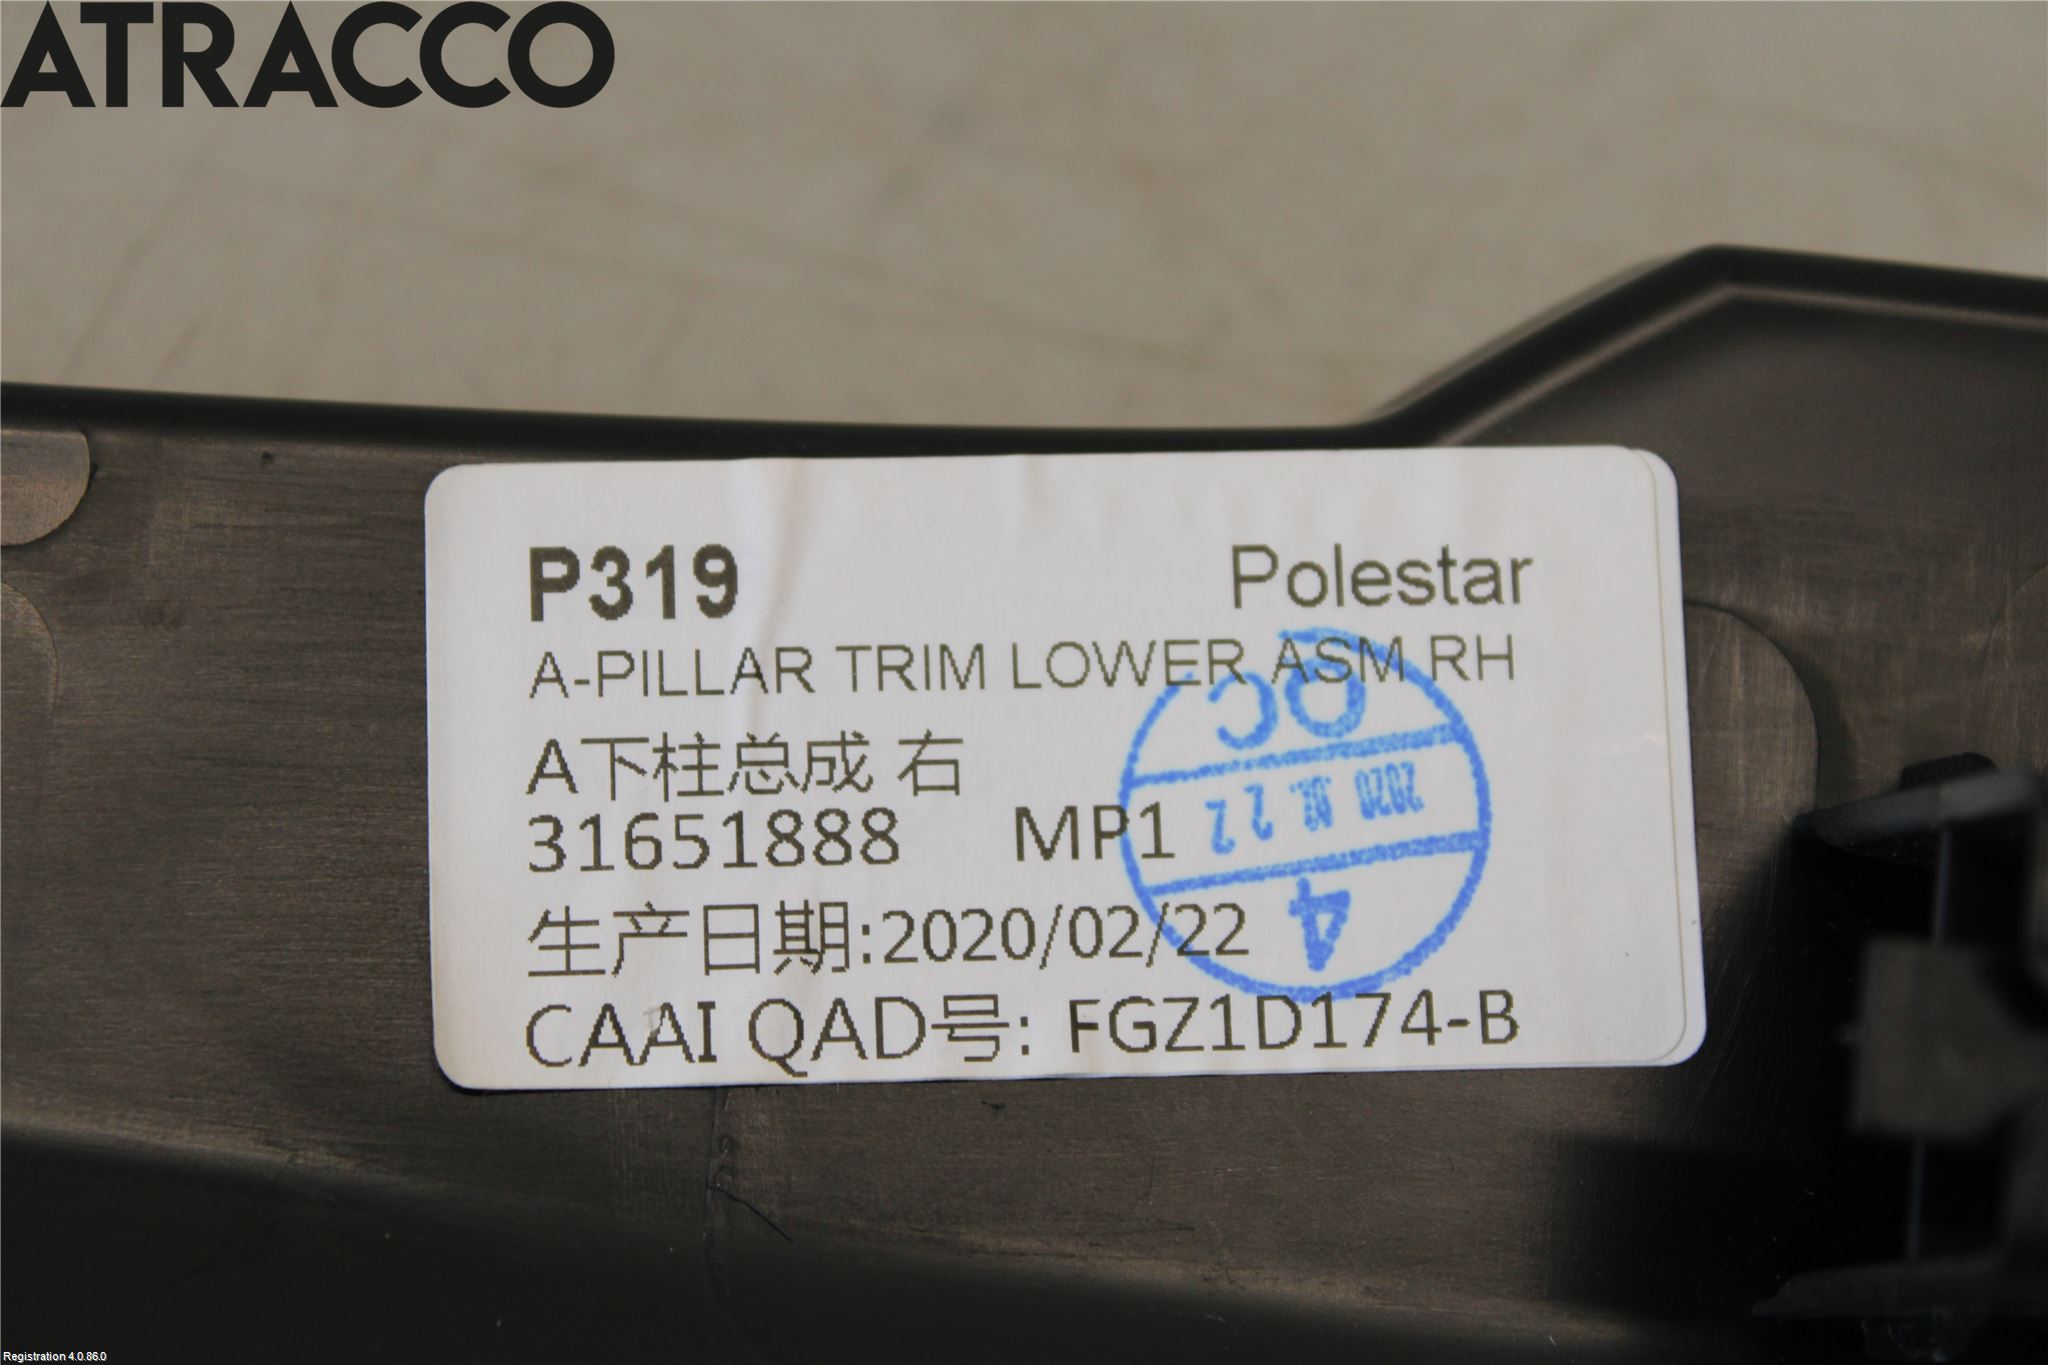 ATRACCO
P319 Polestar
A-PILLAR TRIM LOWER ASM RH
A下柱总成 右
31651888 MP1
生产日期:2020/02/22
CAAI QAD号: FGZ1D174-B
QC
2020 02. 2 2
4
Registration 4.0.86.0